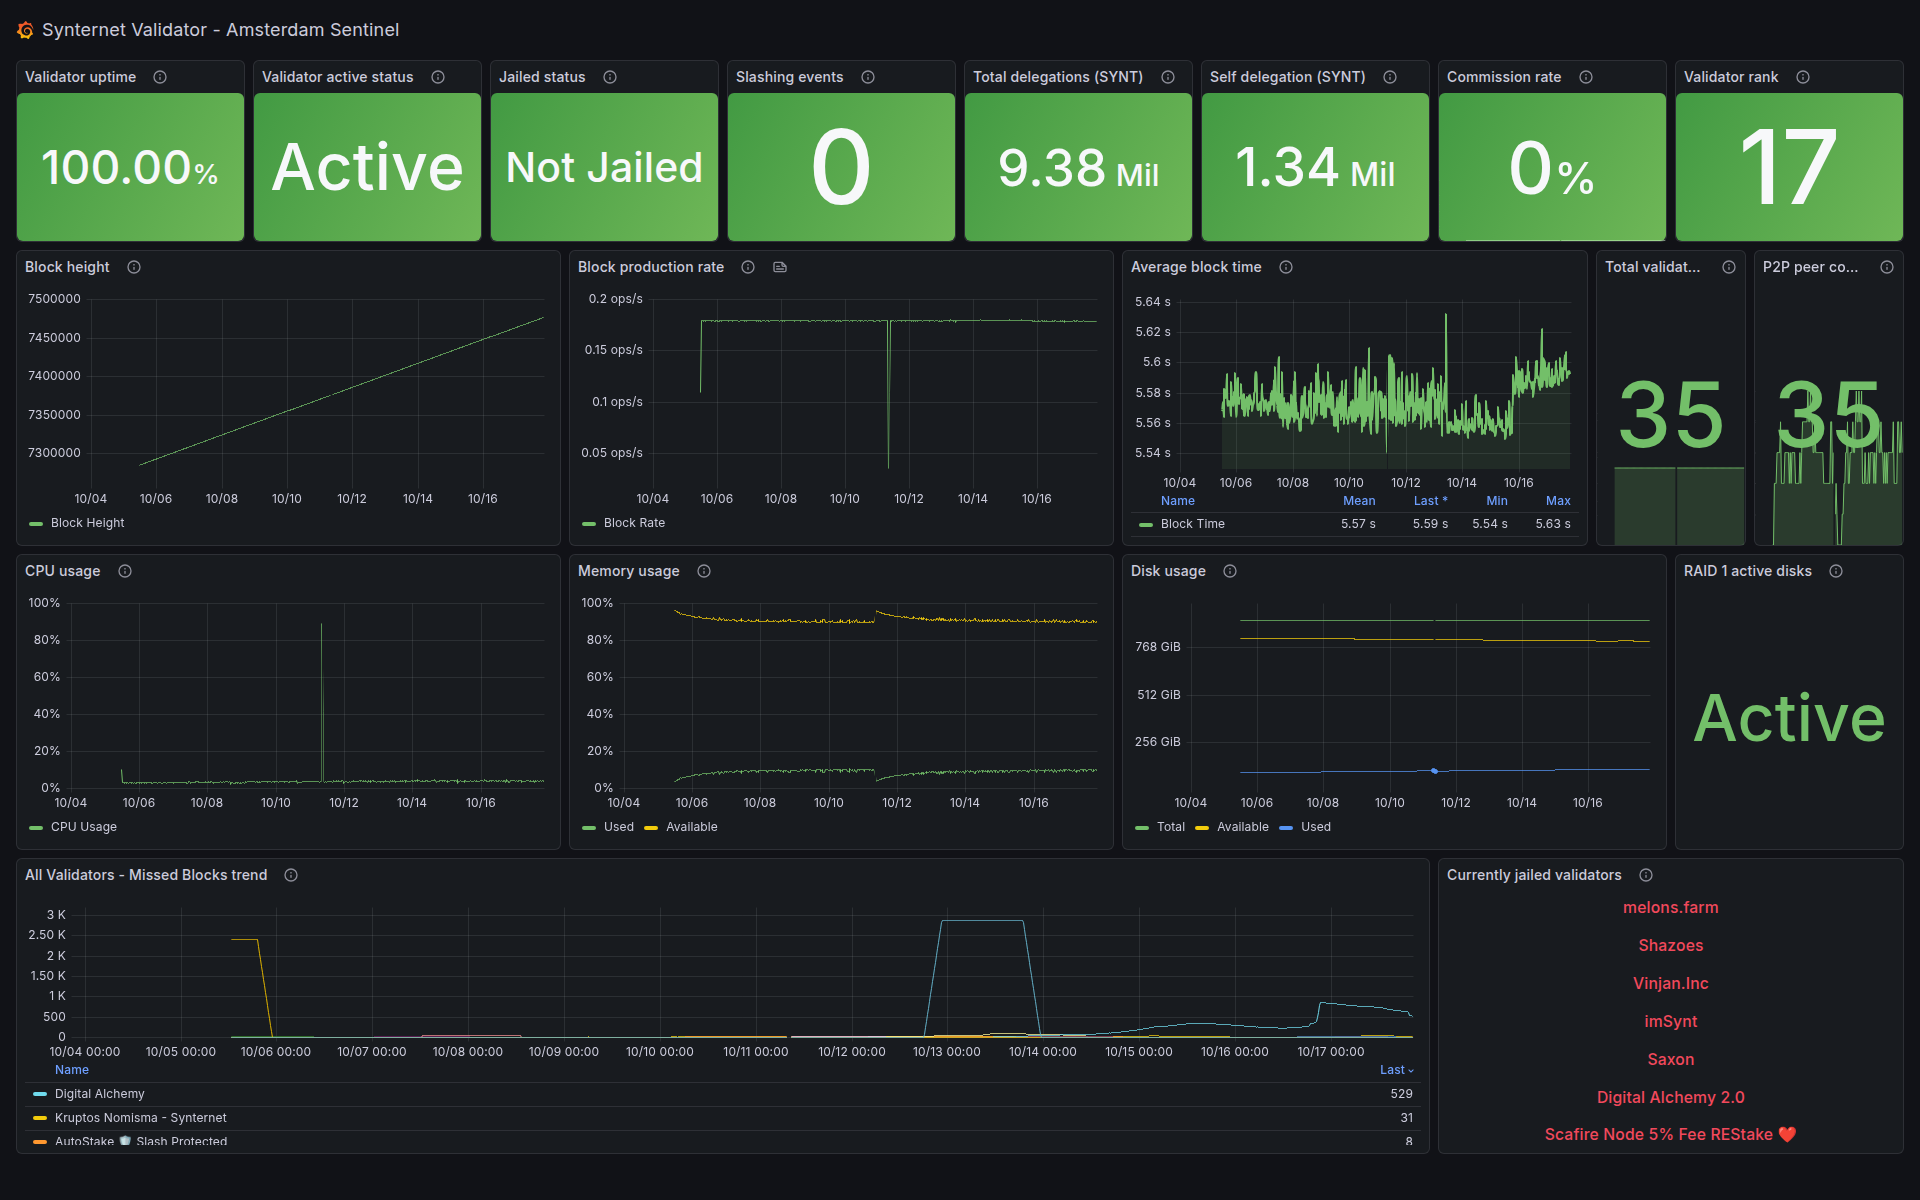 Synternet Validator - Amsterdam Sentinel
Validator uptime
100.00%
Validator active status
Active
Jailed status
Not Jailed
Slashing events
0
Total delegations (SYNT)
9.38 Mil
Self delegation (SYNT)
1.34 Mil
Commission rate
0%
Validator rank
17
Block height
7500000
7450000
7400000
7350000
7300000
10/04 10/06 10/08 10/10 10/12 10/14 10/16
Block Height
Block production rate
0.2 ops/s
0.15 ops/s
0.1 ops/s
0.05 ops/s
10/04 10/06 10/08 10/10 10/12 10/14 10/16
Block Rate
Average block time
5.64 s
5.62 s
5.6 s
5.58 s
5.56 s
5.54 s
10/04 10/06 10/08 10/10 10/12 10/14 10/16
Name Mean Last * Min Max
Block Time 5.57 s 5.59 s 5.54 s 5.63 s
Total validat...
35
P2P peer co...
35
CPU usage
100%
80%
60%
40%
20%
0%
10/04 10/06 10/08 10/10 10/12 10/14 10/16
CPU Usage
Memory usage
100%
80%
60%
40%
20%
0%
10/04 10/06 10/08 10/10 10/12 10/14 10/16
Used Available
Disk usage
768 GiB
512 GiB
256 GiB
10/04 10/06 10/08 10/10 10/12 10/14 10/16
Total Available Used
RAID 1 active disks
Active
All Validators - Missed Blocks trend
3 K
2.50 K
2 K
1.50 K
1 K
500
0
10/04 00:00 10/05 00:00 10/06 00:00 10/07 00:00 10/08 00:00 10/09 00:00 10/10 00:00 10/11 00:00 10/12 00:00 10/13 00:00 10/14 00:00 10/15 00:00 10/16 00:00 10/17 00:00
Name Last
Digital Alchemy 529
Kruptos Nomisma - Synternet 31
AutoStake 🛡️ Slash Protected 8
Currently jailed validators
melons.farm
Shazoes
Vinjan.Inc
imSynt
Saxon
Digital Alchemy 2.0
Scafire Node 5% Fee REStake ❤️